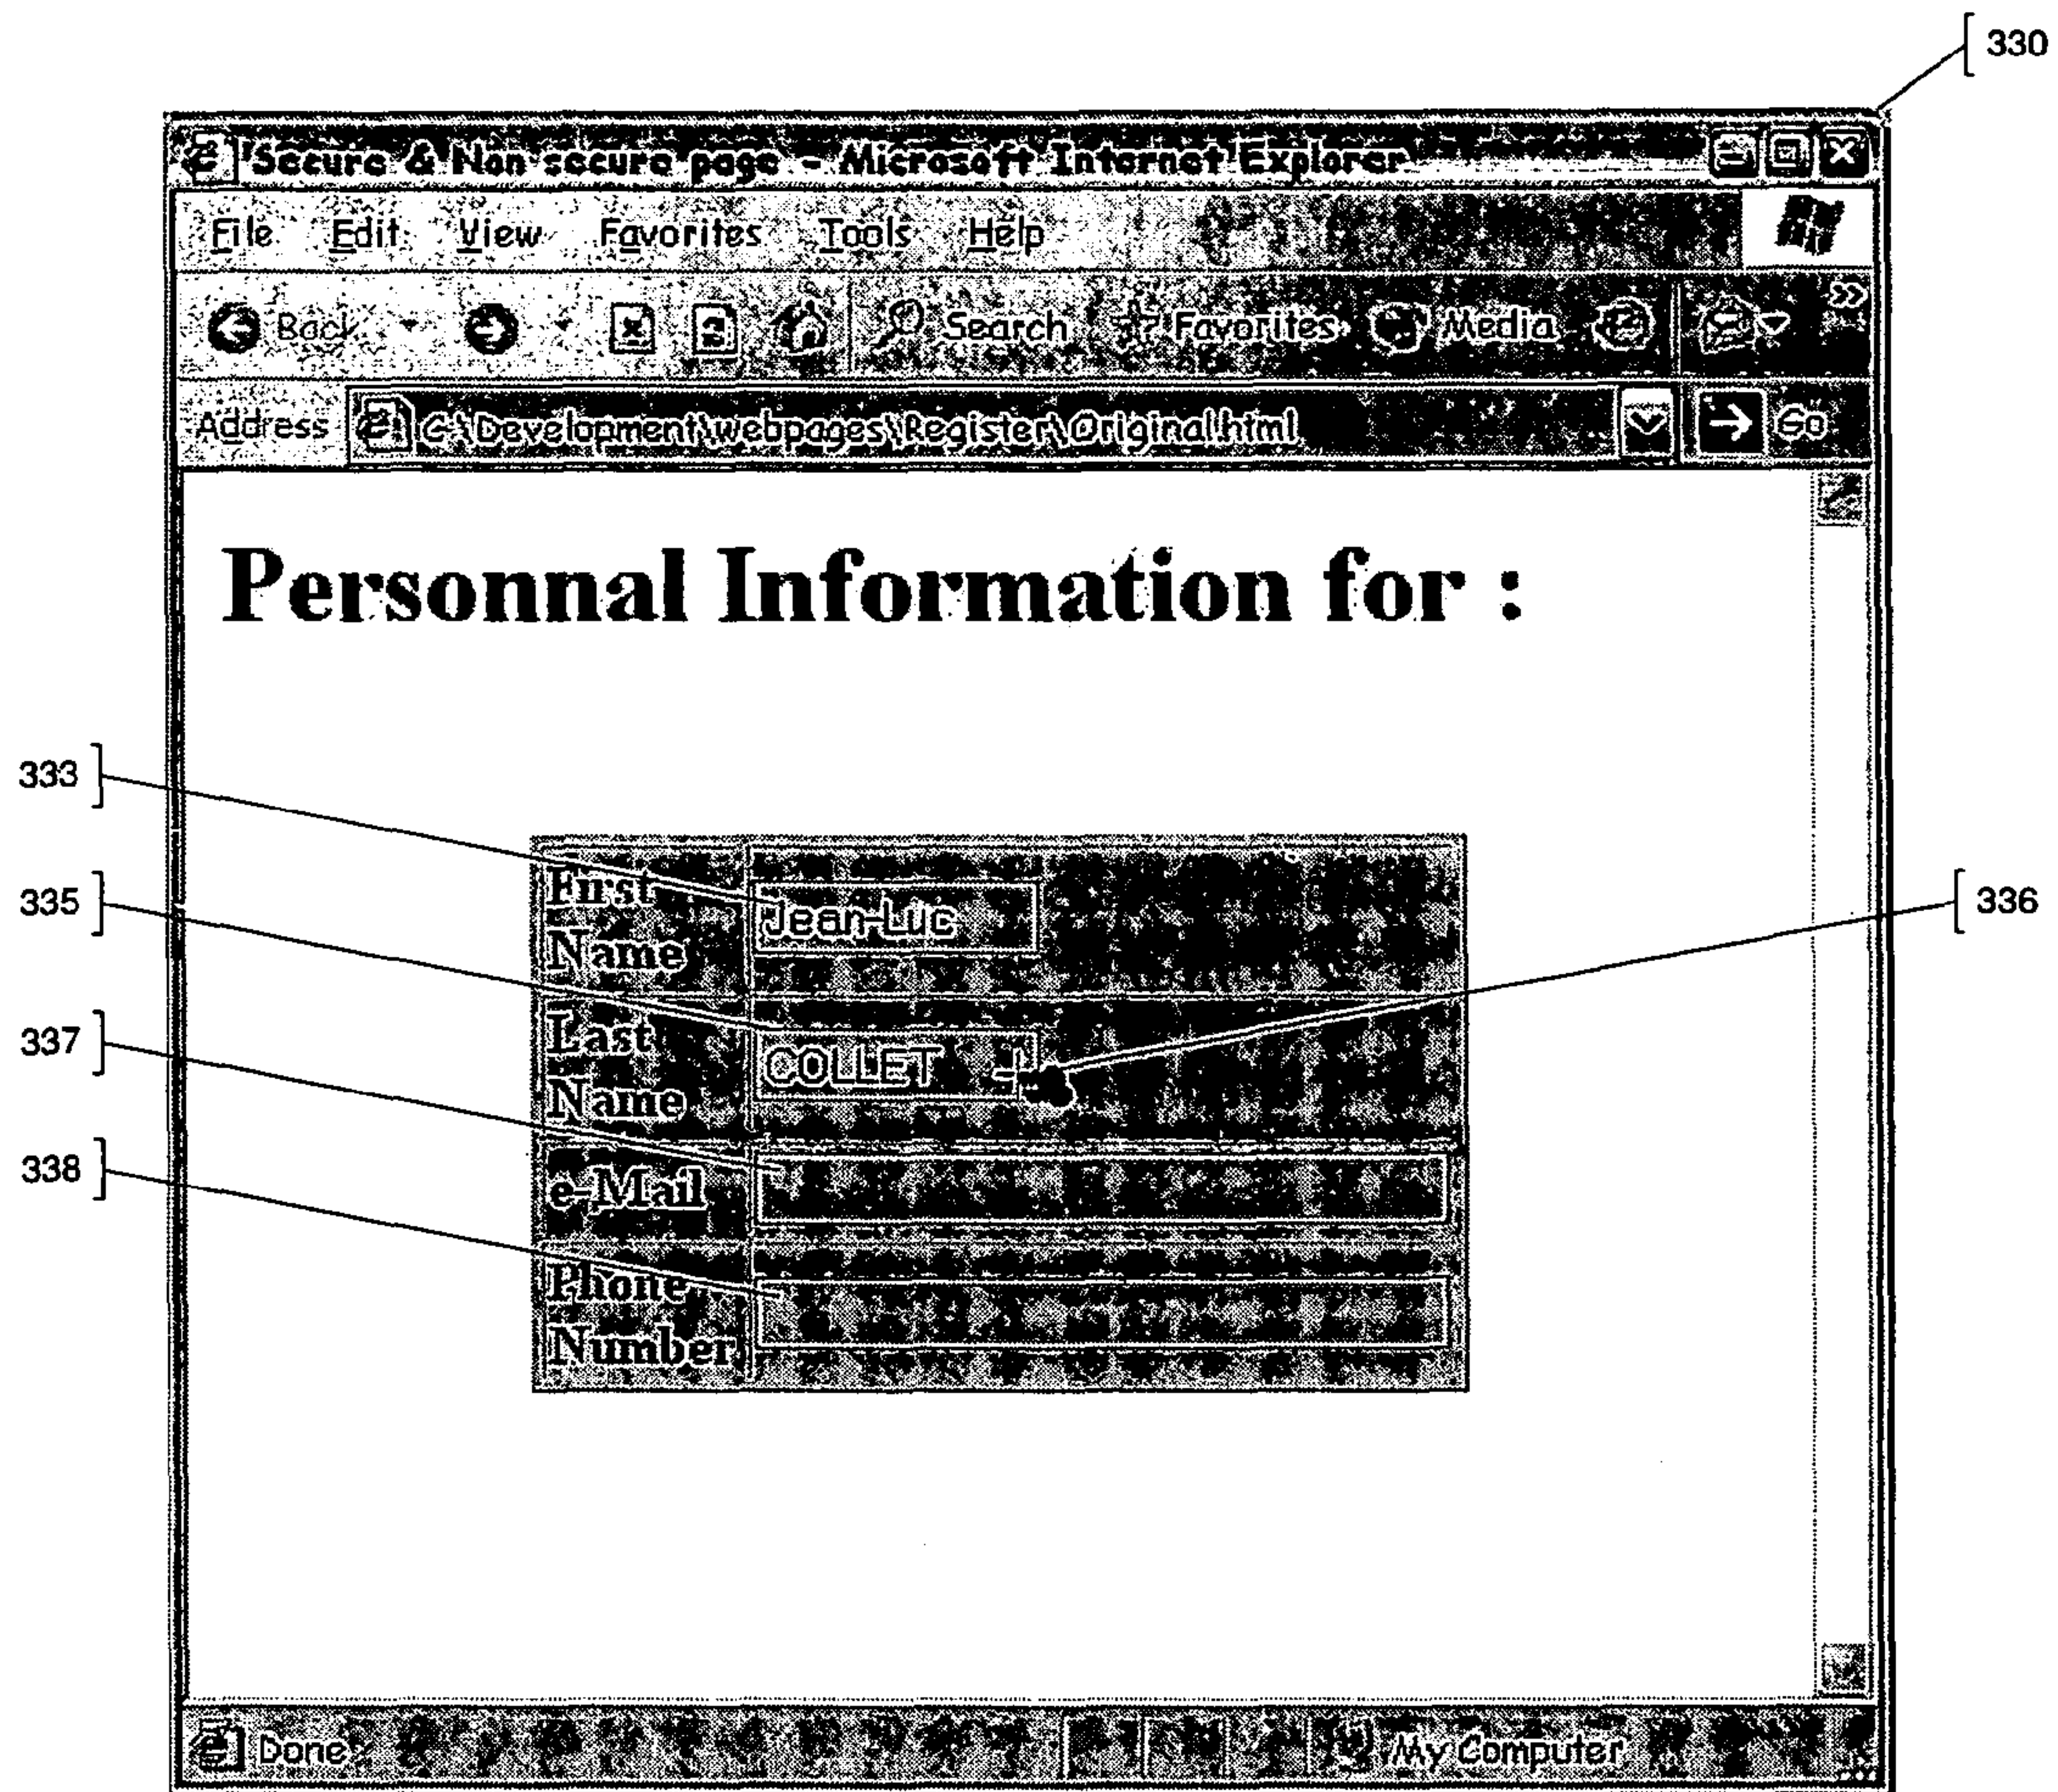 330
Secure & Non secure page - Microsoft Internet Explorer
File Edit View Favorites Tools Help
Back Search Favorites Media
Address C:\Development\webpages\Register\Original.html Go
Personnal Information for :
333
First Name Jean-Luc
335
336
Last Name COLLET
337
e-Mail
338
Phone Number
Done My Computer